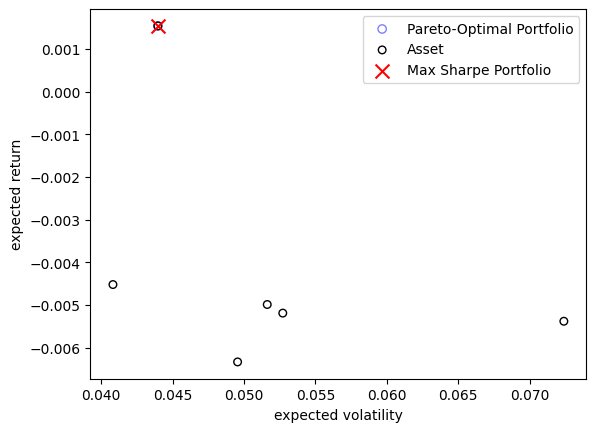 Pareto-Optimal Portfolio
Asset
Max Sharpe Portfolio
0.001
0.000
−0.001
−0.002
−0.003
−0.004
−0.005
−0.006
expected return
0.040 0.045 0.050 0.055 0.060 0.065 0.070
expected volatility